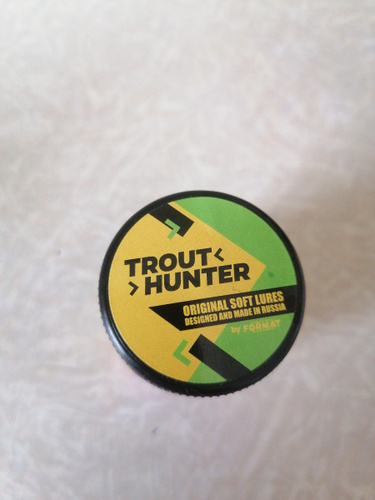 TROUT
HUNTER
ORIGINAL SOFT LURES
DESIGNED AND MADE IN RUSSIA
by FORMAT